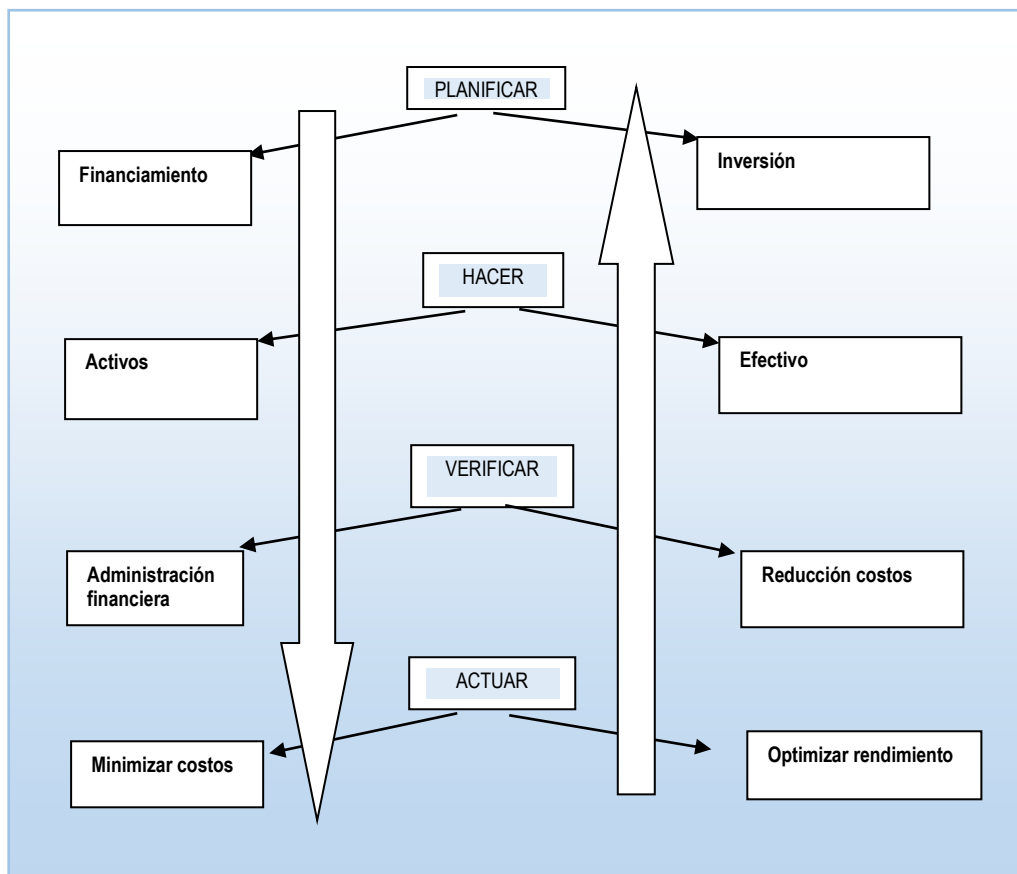 PLANIFICAR
Financiamiento
Inversión
HACER
Activos
Efectivo
VERIFICAR
Administración
financiera
Reducción costos
ACTUAR
Minimizar costos
Optimizar rendimiento